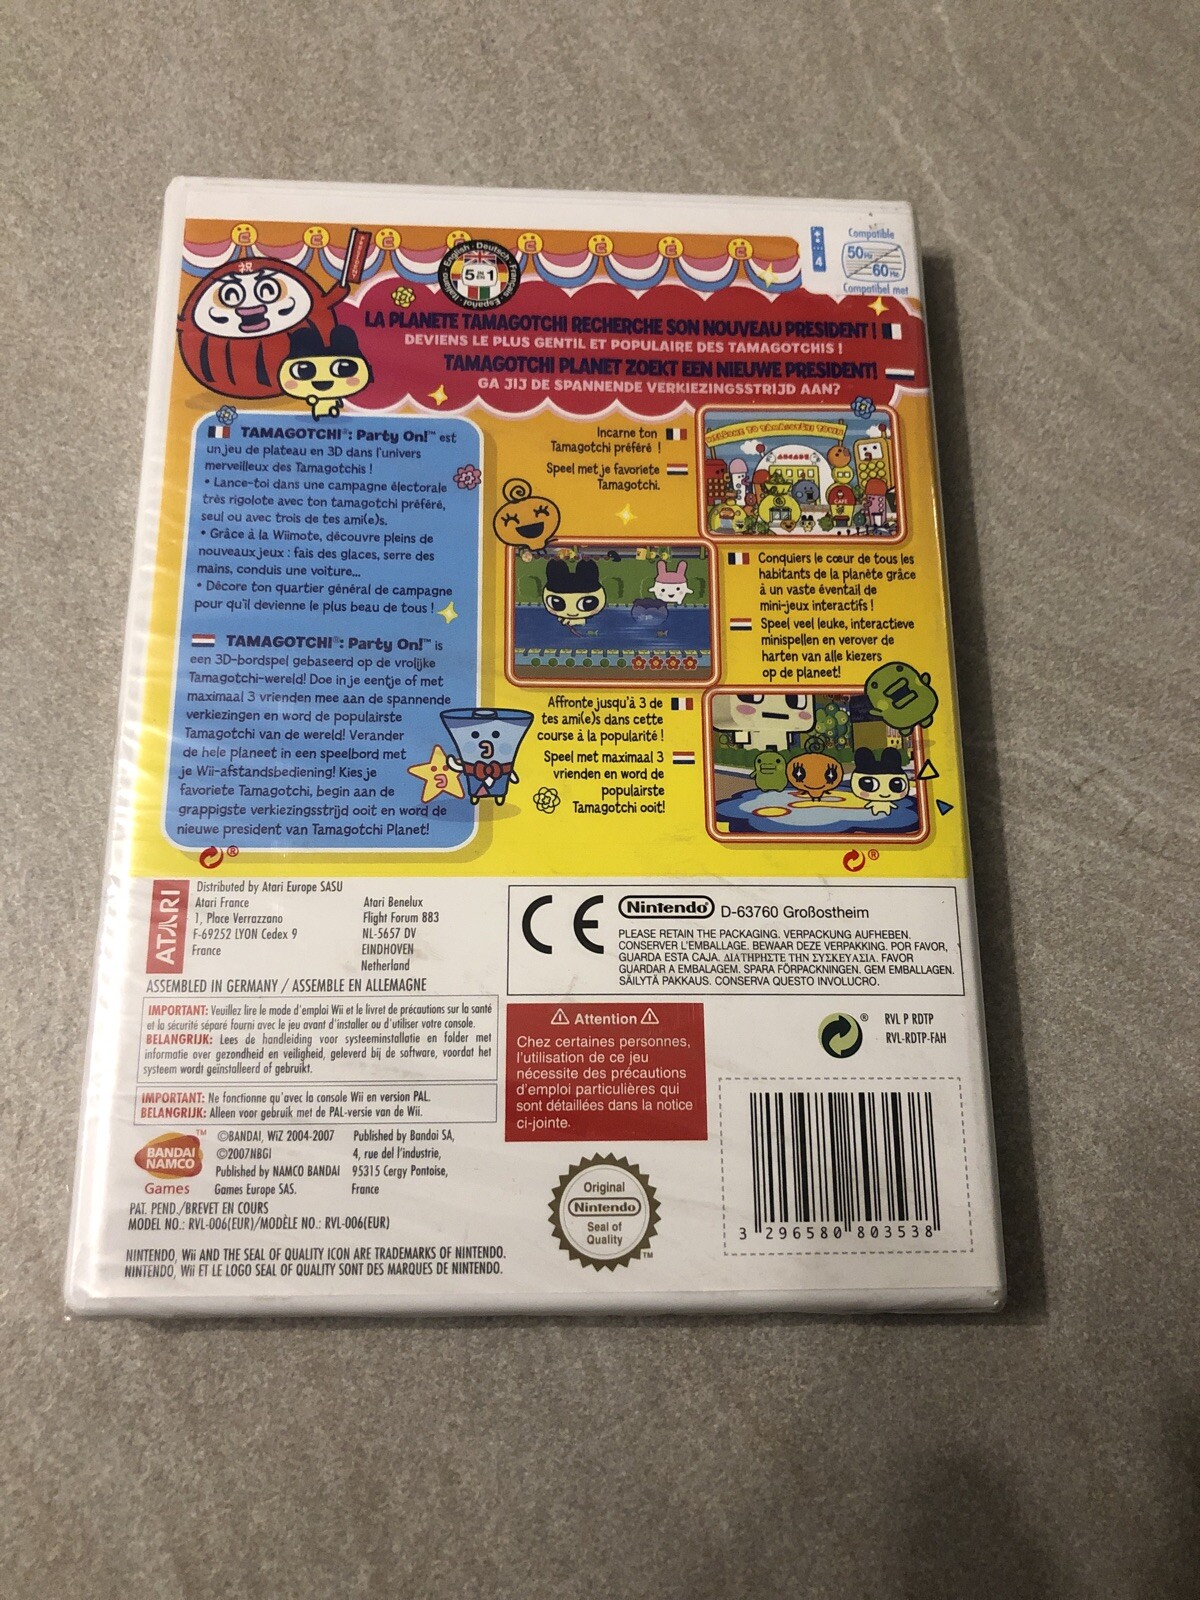 祝
English · Deutsch · Français · Español · Italiano
5 IN EN 1
4
Compatible
50Hz
60Hz
Compatibel met
LA PLANETE TAMAGOTCHI RECHERCHE SON NOUVEAU PRESIDENT !
DEVIENS LE PLUS GENTIL ET POPULAIRE DES TAMAGOTCHIS !
TAMAGOTCHI PLANET ZOEKT EEN NIEUWE PRESIDENT!
GA JIJ DE SPANNENDE VERKIEZINGSSTRIJD AAN?
TAMAGOTCHI®: Party On!™ est
un jeu de plateau en 3D dans l'univers
merveilleux des Tamagotchis !
• Lance-toi dans une campagne électorale
très rigolote avec ton tamagotchi préféré,
seul ou avec trois de tes ami(e)s.
• Grâce à la Wiimote, découvre pleins de
nouveaux jeux : fais des glaces, serre des
mains, conduis une voiture...
• Décore ton quartier général de campagne
pour qu'il devienne le plus beau de tous !
TAMAGOTCHI®: Party On!™ is
een 3D-bordspel gebaseerd op de vrolijke
Tamagotchi-wereld! Doe in je eentje of met
maximaal 3 vrienden mee aan de spannende
verkiezingen en word de populairste
Tamagotchi van de wereld! Verander
de hele planeet in een speelbord met
je Wii-afstandsbediening! Kies je
favoriete Tamagotchi, begin aan de
grappigste verkiezingsstrijd ooit en word de
nieuwe president van Tamagotchi Planet!
Incarne ton
Tamagotchi préféré !
Speel met je favoriete
Tamagotchi.
WELCOME TO TAMAGOTCHI TOWN
ARCADE
CAFE
Conquiers le cœur de tous les
habitants de la planète grâce
à un vaste éventail de
mini-jeux interactifs !
Speel veel leuke, interactieve
minispellen en verover de
harten van alle kiezers
op de planeet!
Affronte jusqu'à 3 de
tes ami(e)s dans cette
course à la popularité !
Speel met maximaal 3
vrienden en word de
populairste
Tamagotchi ooit!
®
®
ATARI
Distributed by Atari Europe SASU
Atari France
1, Place Verrazzano
F-69252 LYON Cedex 9
France
Atari Benelux
Flight Forum 883
NL-5657 DV
EINDHOVEN
Netherland
ASSEMBLED IN GERMANY / ASSEMBLE EN ALLEMAGNE
CE
Nintendo® D-63760 Großostheim
PLEASE RETAIN THE PACKAGING. VERPACKUNG AUFHEBEN.
CONSERVER L'EMBALLAGE. BEWAAR DEZE VERPAKKING. POR FAVOR,
GUARDA ESTA CAJA. ΔΙΑΤΗΡΗΣΤΕ ΤΗΝ ΣΥΣΚΕΥΑΣΙΑ. FAVOR
GUARDAR A EMBALAGEM. SPARA FÖRPACKNINGEN. GEM EMBALLAGEN.
SÄILYTÄ PAKKAUS. CONSERVA QUESTO INVOLUCRO.
IMPORTANT: Veuillez lire le mode d'emploi Wii et le livret de précautions sur la santé
et la sécurité séparé fourni avec le jeu avant d'installer ou d'utiliser votre console.
BELANGRIJK: Lees de handleiding voor systeeminstallatie en folder met
informatie over gezondheid en veiligheid, geleverd bij de software, voordat het
systeem wordt geïnstalleerd of gebruikt.
IMPORTANT: Ne fonctionne qu'avec la console Wii en version PAL.
BELANGRIJK: Alleen voor gebruik met de PAL-versie van de Wii.
Attention
Chez certaines personnes,
l'utilisation de ce jeu
nécessite des précautions
d'emploi particulières qui
sont détaillées dans la notice
ci-jointe.
®
RVL P RDTP
RVL-RDTP-FAH
BANDAI
NAMCO
Games
™
©BANDAI, WiZ 2004-2007
©2007NBGI
Published by NAMCO BANDAI
Games Europe SAS.
Published by Bandai SA,
4, rue del l'industrie,
95315 Cergy Pontoise,
France
PAT. PEND./BREVET EN COURS
MODEL NO.: RVL-006(EUR)/MODÈLE NO.: RVL-006(EUR)
NINTENDO, Wii AND THE SEAL OF QUALITY ICON ARE TRADEMARKS OF NINTENDO.
NINTENDO, Wii ET LE LOGO SEAL OF QUALITY SONT DES MARQUES DE NINTENDO.
Original
Nintendo
Seal of
Quality
™
3 296580 803538